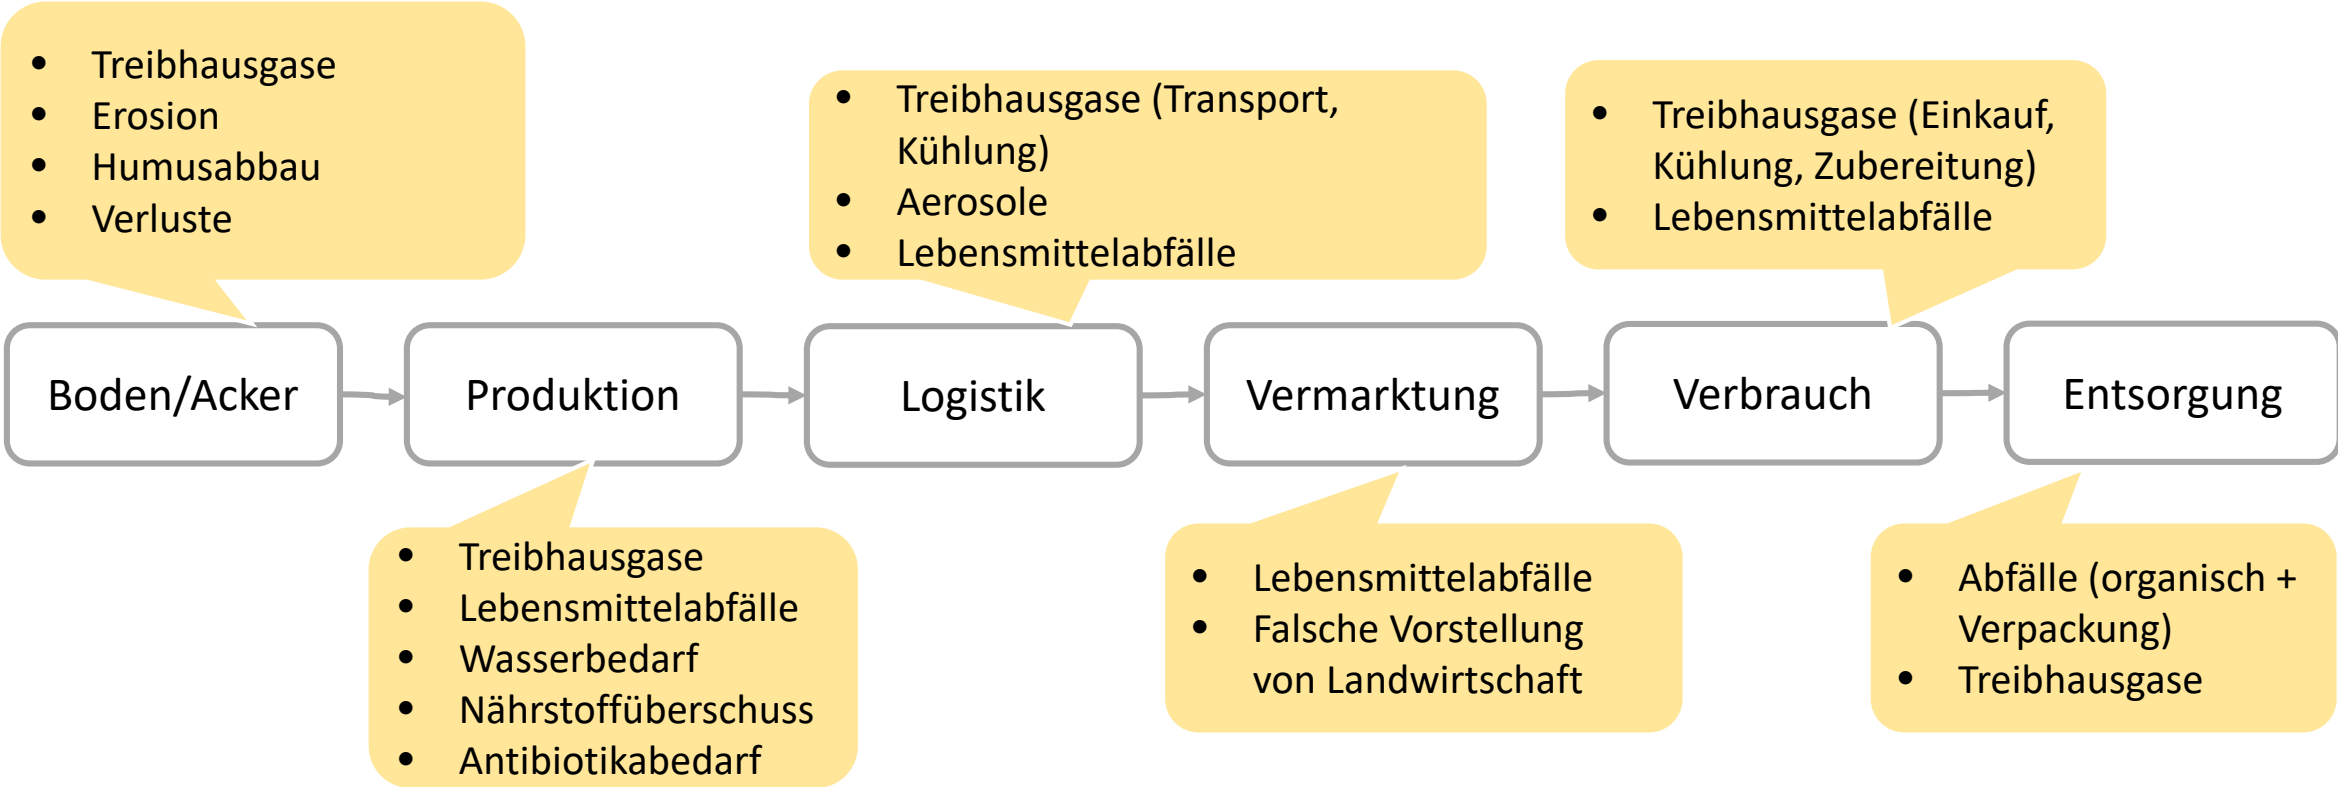 • Treibhausgase
• Erosion
• Humusabbau
• Verluste
• Treibhausgase (Transport,
Kühlung)
• Aerosole
• Lebensmittelabfälle
• Treibhausgase (Einkauf,
Kühlung, Zubereitung)
• Lebensmittelabfälle
Boden/Acker
Produktion
Logistik
Vermarktung
Verbrauch
Entsorgung
• Treibhausgase
• Lebensmittelabfälle
• Wasserbedarf
• Nährstoffüberschuss
• Antibiotikabedarf
• Lebensmittelabfälle
• Falsche Vorstellung
von Landwirtschaft
• Abfälle (organisch +
Verpackung)
• Treibhausgase